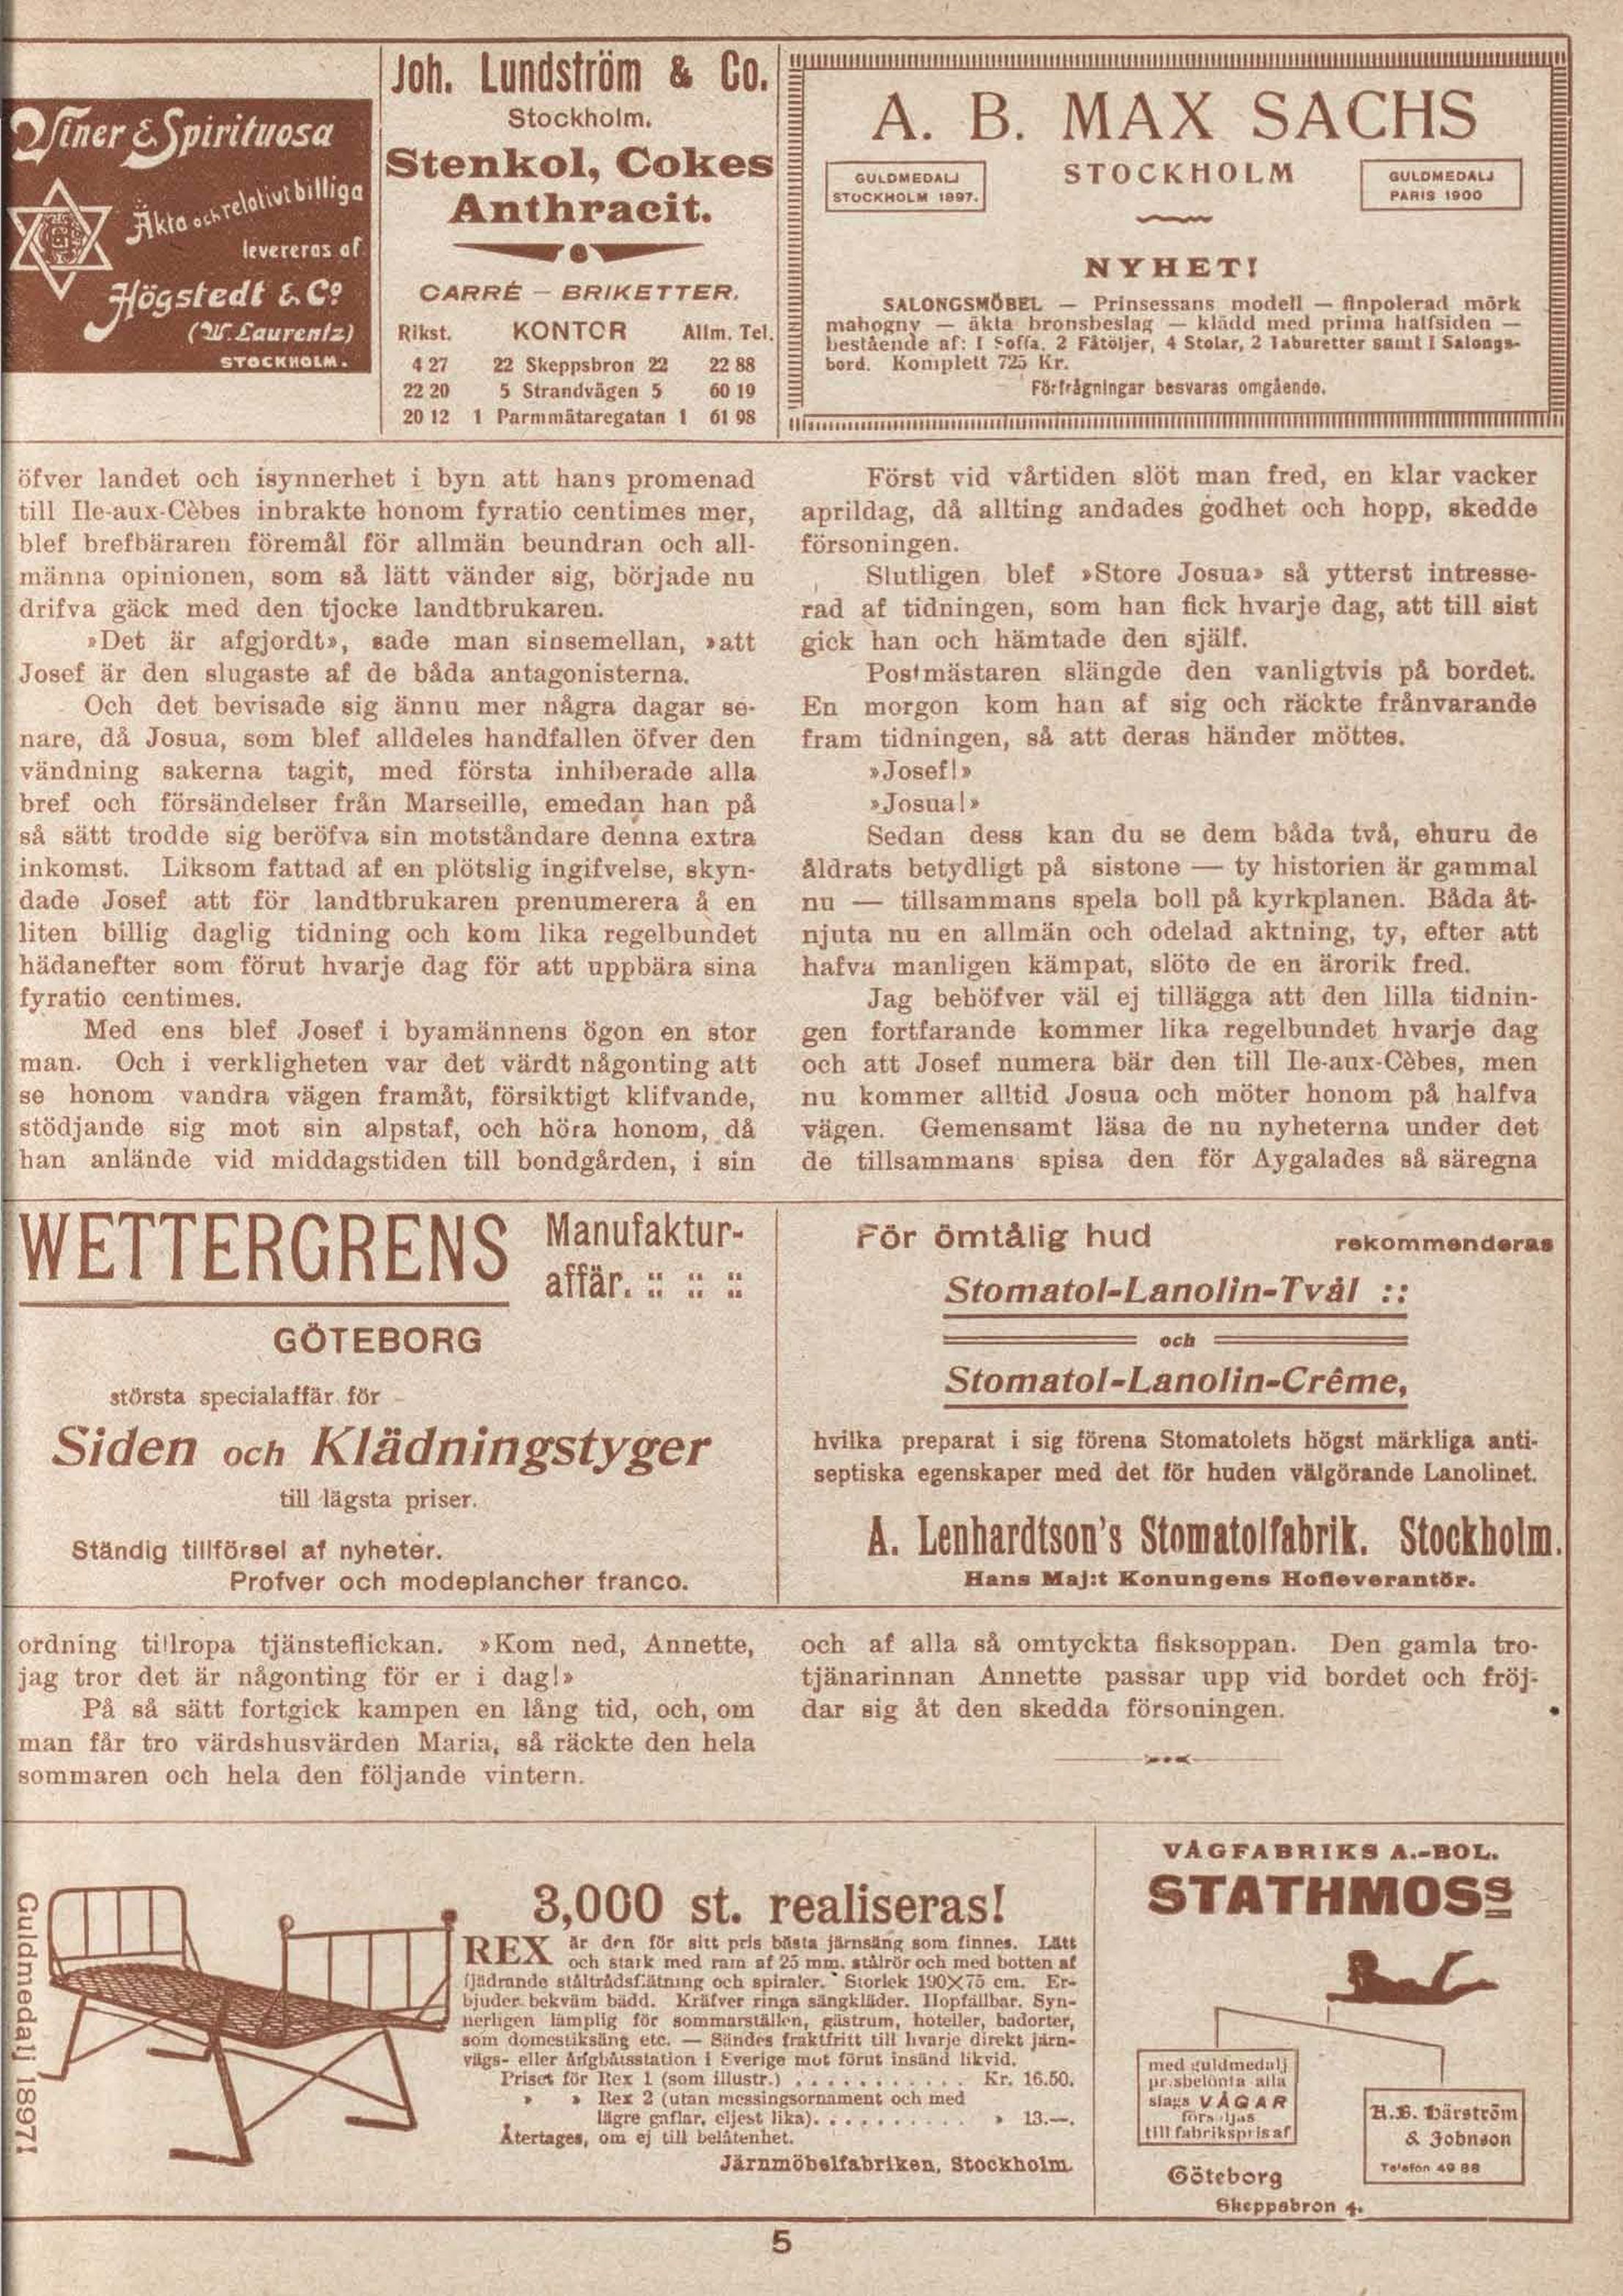 Viner & Spirituosa
Äkta och relativt billiga
levereras af
Högstedt & Co
(W. Laurentz)
STOCKHOLM.
Joh. Lundström & Co.
Stockholm.
Stenkol, Cokes
Anthracit.
CARRÉ – BRIKETTER.
Rikst. KONTOR Allm. Tel.
4 27 22 Skeppsbron 22 22 88
22 20 5 Strandvägen 5 60 19
20 12 1 Parmmätaregatan 1 61 98
A. B. MAX SACHS
GULDMEDALJ
STOCKHOLM 1897.
STOCKHOLM
GULDMEDALJ
PARIS 1900
NYHET!
SALONGSMÖBEL — Prinsessans modell — finpolerad mörk
mahogny — äkta bronsbeslag — klädd med prima halfsiden —
bestående af: 1 Soffa, 2 Fåtöljer, 4 Stolar, 2 Taburetter samt 1 Salongs-
bord. Komplett 725 Kr.
Förfrågningar besvaras omgående.
öfver landet och isynnerhet i byn att hans promenad
till Ile-aux-Cèbes inbrakte honom fyratio centimes mer,
blef brefbäraren föremål för allmän beundran och all-
männa opinionen, som så lätt vänder sig, började nu
drifva gäck med den tjocke landtbrukaren.
»Det är afgjordt», sade man sinsemellan, »att
Josef är den slugaste af de båda antagonisterna.
Och det bevisade sig ännu mer några dagar se-
nare, då Josua, som blef alldeles handfallen öfver den
vändning sakerna tagit, med första inhiberade alla
bref och försändelser från Marseille, emedan han på
så sätt trodde sig beröfva sin motståndare denna extra
inkomst. Liksom fattad af en plötslig ingifvelse, skyn-
dade Josef att för landtbrukaren prenumerera å en
liten billig daglig tidning och kom lika regelbundet
hädanefter som förut hvarje dag för att uppbära sina
fyratio centimes.
Med ens blef Josef i byamännens ögon en stor
man. Och i verkligheten var det värdt någonting att
se honom vandra vägen framåt, försiktigt klifvande,
stödjande sig mot sin alpstaf, och höra honom, då
han anlände vid middagstiden till bondgården, i sin
Först vid vårtiden slöt man fred, en klar vacker
aprildag, då allting andades godhet och hopp, skedde
försoningen.
Slutligen blef »Store Josua» så ytterst intresse-
rad af tidningen, som han fick hvarje dag, att till sist
gick han och hämtade den själf.
Postmästaren slängde den vanligtvis på bordet.
En morgon kom han af sig och räckte frånvarande
fram tidningen, så att deras händer möttes.
»Josef!»
»Josua!»
Sedan dess kan du se dem båda två, ehuru de
åldrats betydligt på sistone — ty historien är gammal
nu — tillsammans spela boll på kyrkplanen. Båda åt-
njuta nu en allmän och odelad aktning, ty, efter att
hafva manligen kämpat, slöto de en ärorik fred.
Jag behöfver väl ej tillägga att den lilla tidnin-
gen fortfarande kommer lika regelbundet hvarje dag
och att Josef numera bär den till Ile-aux-Cèbes, men
nu kommer alltid Josua och möter honom på halfva
vägen. Gemensamt läsa de nu nyheterna under det
de tillsammans spisa den för Aygalades så säregna
WETTERGRENS Manufaktur-
affär. :: :: ::
GÖTEBORG
största specialaffär för
Siden och Klädningstyger
till lägsta priser.
Ständig tillförsel af nyheter.
Profver och modeplancher franco.
För ömtålig hud rekommenderas
Stomatol-Lanolin-Tvål ::
och
Stomatol-Lanolin-Crême,
hvilka preparat i sig förena Stomatolets högst märkliga anti-
septiska egenskaper med det för huden välgörande Lanolinet.
A. Lenhardtson's Stomatolfabrik. Stockholm.
Hans Maj:t Konungens Hofleverantör.
ordning tillropa tjänsteflickan. »Kom ned, Annette,
jag tror det är någonting för er i dag!»
På så sätt fortgick kampen en lång tid, och, om
man får tro värdshusvärden Maria, så räckte den hela
sommaren och hela den följande vintern.
och af alla så omtyckta fisksoppan. Den gamla tro-
tjänarinnan Annette passar upp vid bordet och fröj-
dar sig åt den skedda försoningen.
Guldmedalj 1897!
3,000 st. realiseras!
REX är den för sitt pris bästa järnsäng som finnes. Lätt
och stark med ram af 25 mm. stålrör och med botten af
fjädrande ståltrådsflätning och spiraler. Storlek 190×75 cm. Er-
bjuder bekväm bädd. Kräfver ringa sängkläder. Hopfällbar. Syn-
nerligen lämplig för sommarställen, gästrum, hoteller, badorter,
som domestiksäng etc. — Sändes fraktfritt till hvarje direkt järn-
vägs- eller ångbåtsstation i Sverige mot förut insänd likvid.
Priset för Rex 1 (som illustr.) . . . . . . . . . . . Kr. 16.50.
» » Rex 2 (utan messingsornament och med
lägre gaflar, eljest lika). . . . . . . . . . . » 13.—.
Återtages, om ej till belåtenhet.
Järnmöbelfabriken, Stockholm.
VÅGFABRIKS A.-BOL.
STATHMOSS
med guldmedalj
prisbelönta alla
slags VÅGAR
försäljas
till fabrikspris af
H.B. Wärström
& Johnson
Telefon 49 88
Göteborg
Skeppsbron 4.
5